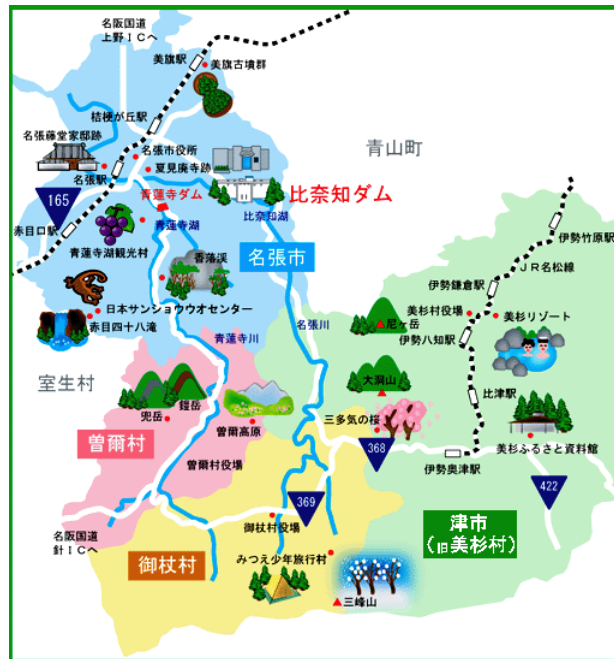 名阪国道
上野ICへ
美旗駅
美旗古墳群
桔梗が丘駅
名張藤堂家邸跡
名張市役所
夏見廃寺跡
名張駅
青山町
165
青蓮寺ダム
比奈知ダム
赤目口駅
青蓮寺湖
比奈知湖
青蓮寺湖観光村
伊勢竹原駅
香落渓
名張市
JR名松線
伊勢鎌倉駅
日本サンショウウオセンター
赤目四十八滝
美杉村役場
美杉リゾート
尼ヶ岳
名張川
青蓮寺川
伊勢八知駅
室生村
大洞山
比津駅
兜岳
鎧岳
曽爾高原
三多気の桜
曽爾村
美杉ふるさと資料館
曽爾村役場
368
伊勢奥津駅
422
369
御杖村役場
名阪国道
針ICへ
御杖村
みつえ少年旅行村
津市
(旧美杉村)
三峰山